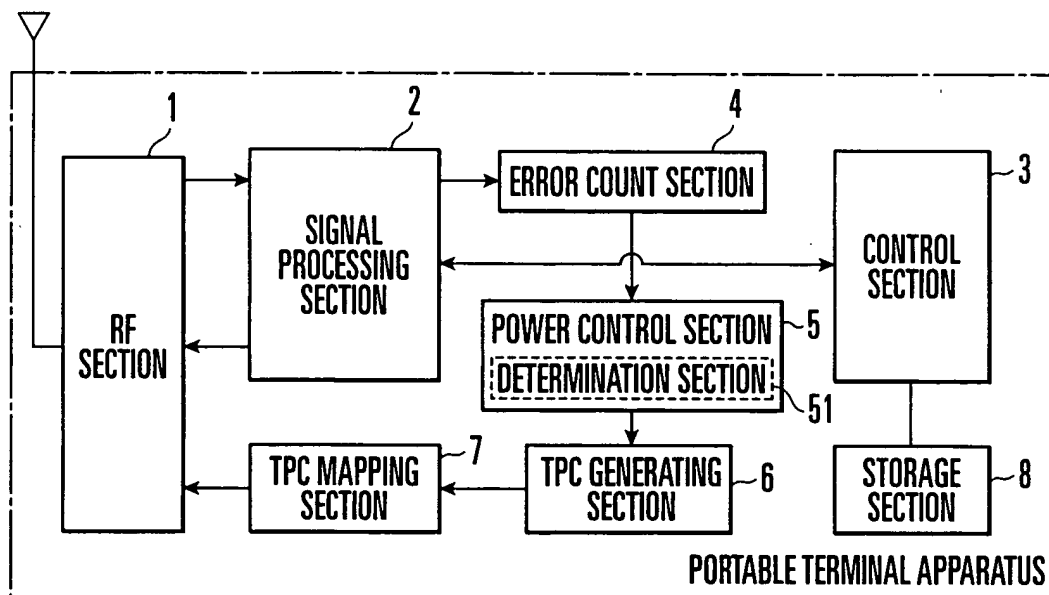 1
2
4
3
ERROR COUNT SECTION
SIGNAL
PROCESSING
SECTION
CONTROL
SECTION
RF
SECTION
POWER CONTROL SECTION
5
DETERMINATION SECTION
51
7
TPC MAPPING
SECTION
TPC GENERATING
SECTION
6
STORAGE
SECTION
8
PORTABLE TERMINAL APPARATUS